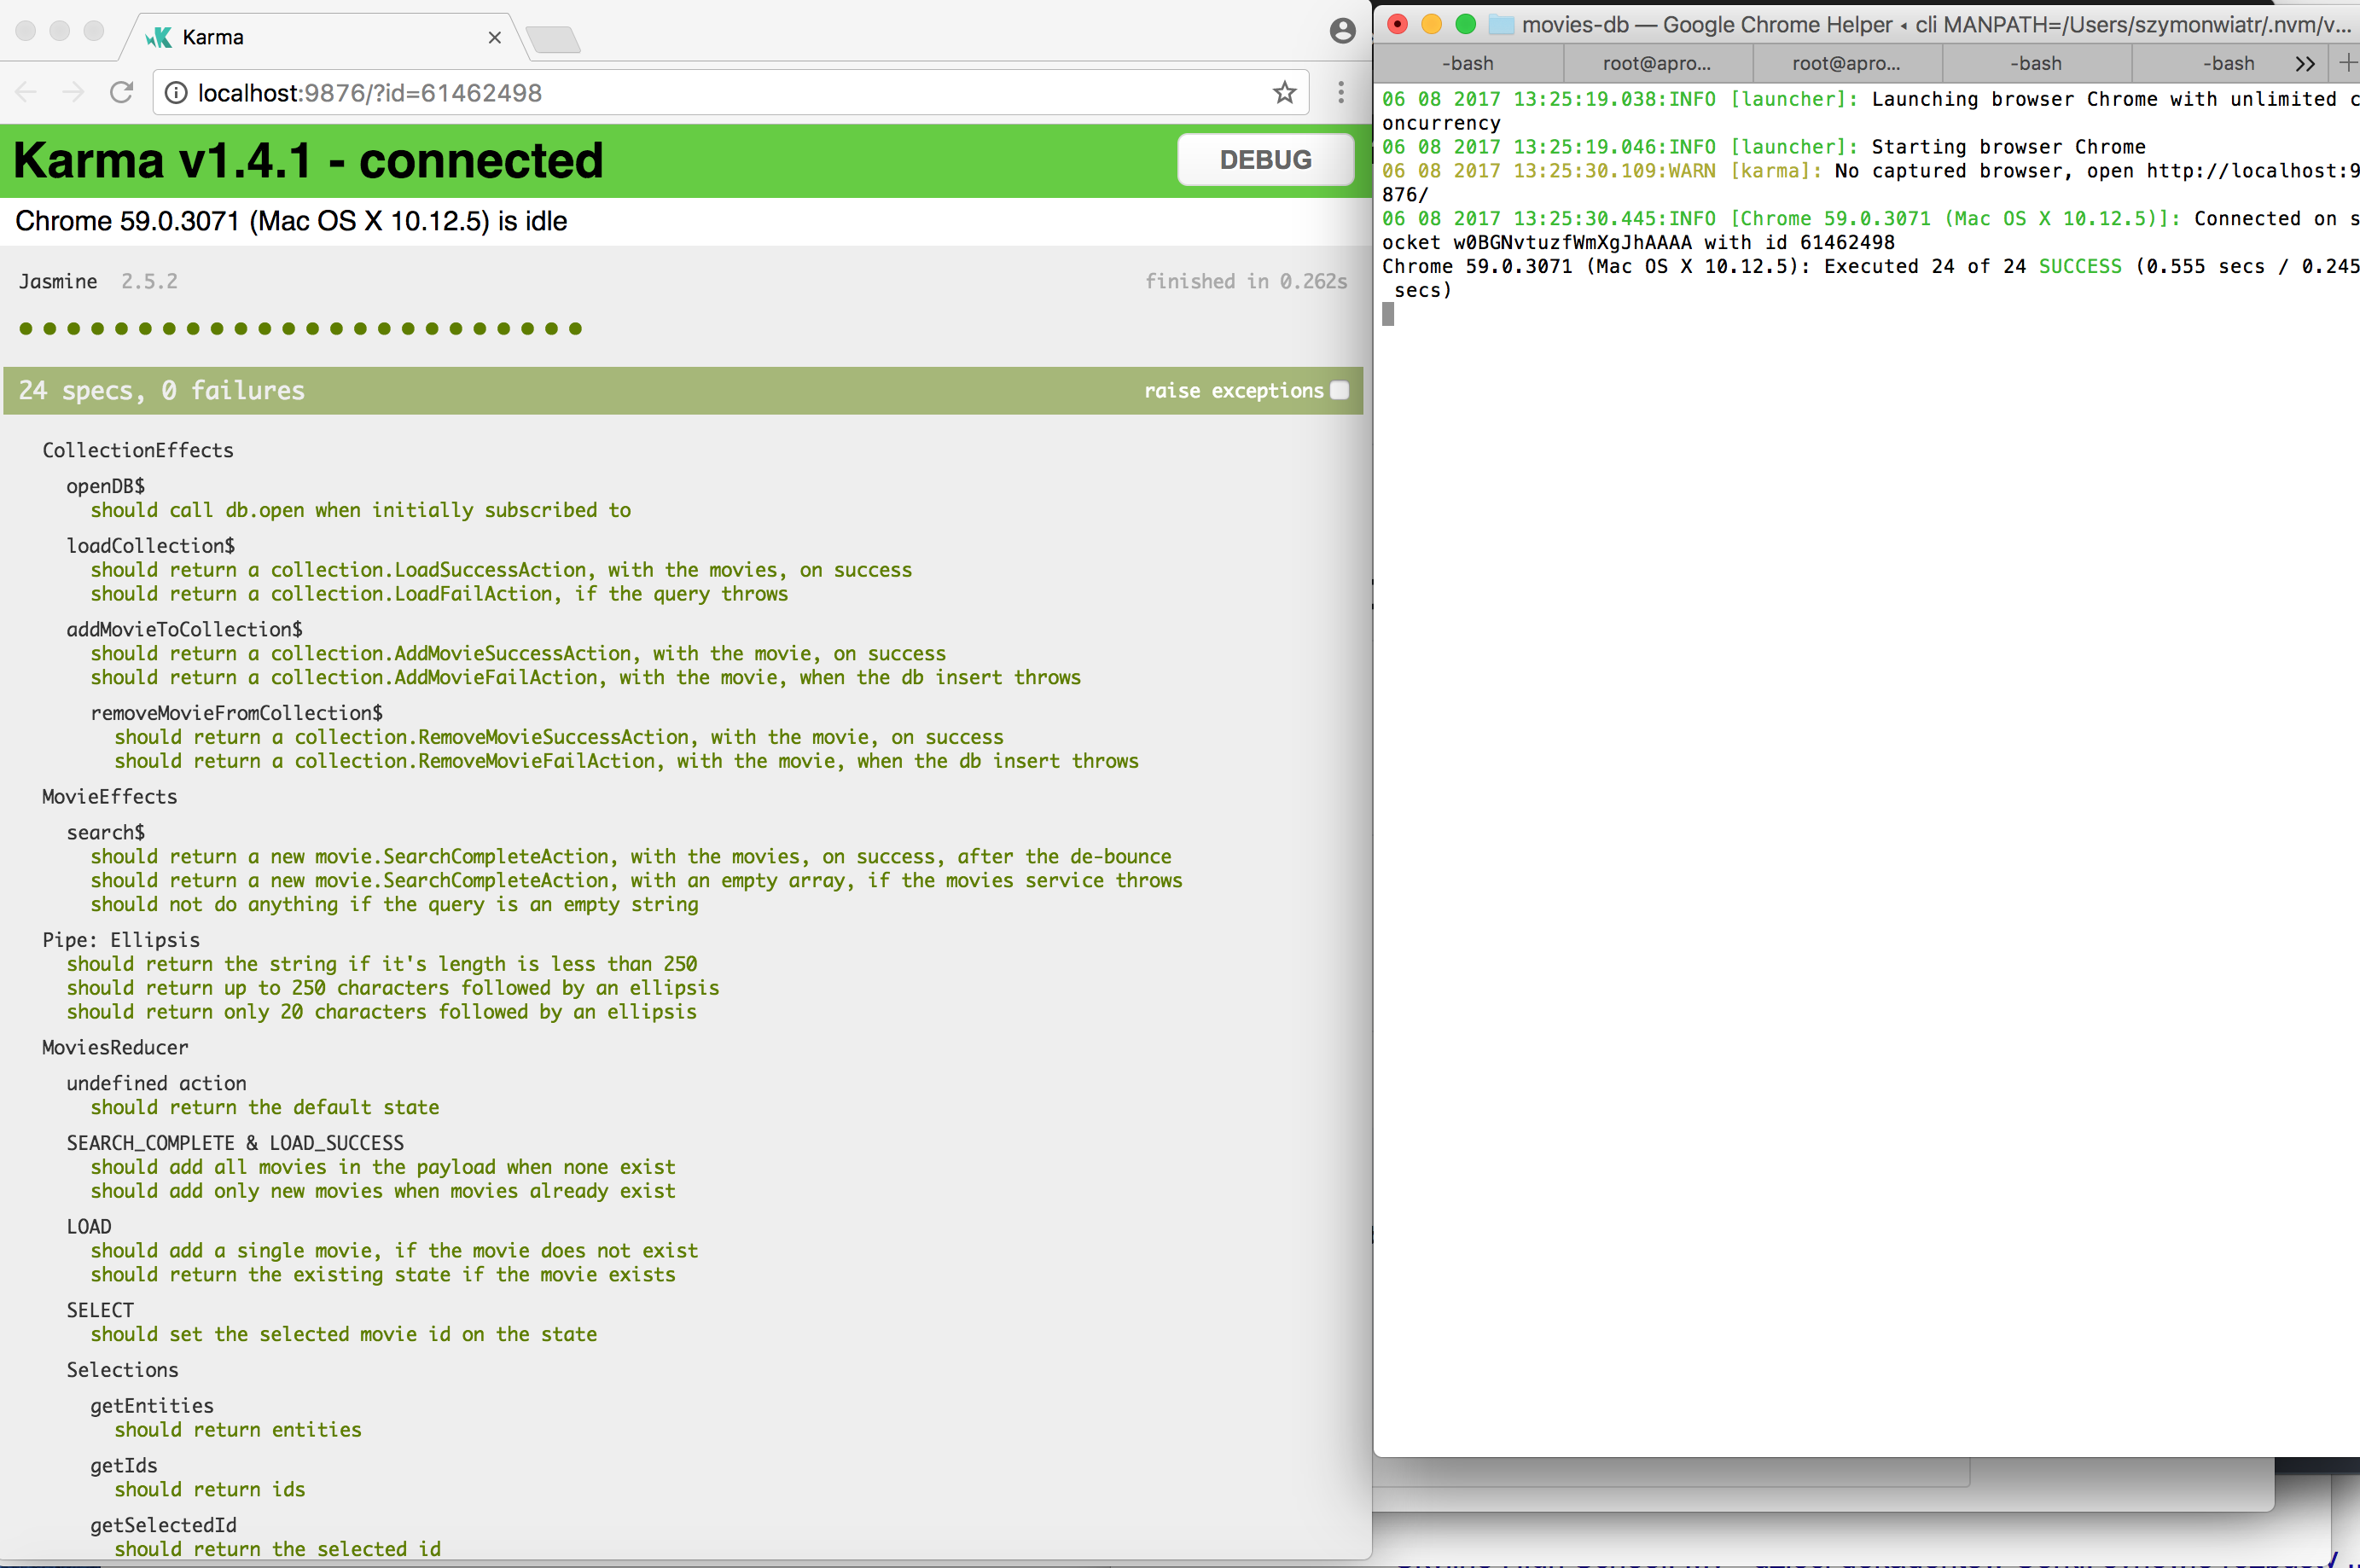 Karma
localhost:9876/?id=61462498
Karma v1.4.1 - connected
DEBUG
Chrome 59.0.3071 (Mac OS X 10.12.5) is idle
Jasmine 2.5.2
finished in 0.262s
24 specs, 0 failures
raise exceptions
CollectionEffects
openDB$
should call db.open when initially subscribed to
loadCollection$
should return a collection.LoadSuccessAction, with the movies, on success
should return a collection.LoadFailAction, if the query throws
addMovieToCollection$
should return a collection.AddMovieSuccessAction, with the movie, on success
should return a collection.AddMovieFailAction, with the movie, when the db insert throws
removeMovieFromCollection$
should return a collection.RemoveMovieSuccessAction, with the movie, on success
should return a collection.RemoveMovieFailAction, with the movie, when the db insert throws
MovieEffects
search$
should return a new movie.SearchCompleteAction, with the movies, on success, after the de-bounce
should return a new movie.SearchCompleteAction, with an empty array, if the movies service throws
should not do anything if the query is an empty string
Pipe: Ellipsis
should return the string if it's length is less than 250
should return up to 250 characters followed by an ellipsis
should return only 20 characters followed by an ellipsis
MoviesReducer
undefined action
should return the default state
SEARCH_COMPLETE & LOAD_SUCCESS
should add all movies in the payload when none exist
should add only new movies when movies already exist
LOAD
should add a single movie, if the movie does not exist
should return the existing state if the movie exists
SELECT
should set the selected movie id on the state
Selections
getEntities
should return entities
getIds
should return ids
getSelectedId
should return the selected id
movies-db — Google Chrome Helper ◂ cli MANPATH=/Users/szymonwiatr/.nvm/v...
-bash root@apro... root@apro... -bash -bash
06 08 2017 13:25:19.038:INFO [launcher]: Launching browser Chrome with unlimited c
oncurrency
06 08 2017 13:25:19.046:INFO [launcher]: Starting browser Chrome
06 08 2017 13:25:30.109:WARN [karma]: No captured browser, open http://localhost:9
876/
06 08 2017 13:25:30.445:INFO [Chrome 59.0.3071 (Mac OS X 10.12.5)]: Connected on s
ocket w0BGNvtuzfWmXgJhAAAA with id 61462498
Chrome 59.0.3071 (Mac OS X 10.12.5): Executed 24 of 24 SUCCESS (0.555 secs / 0.245
secs)